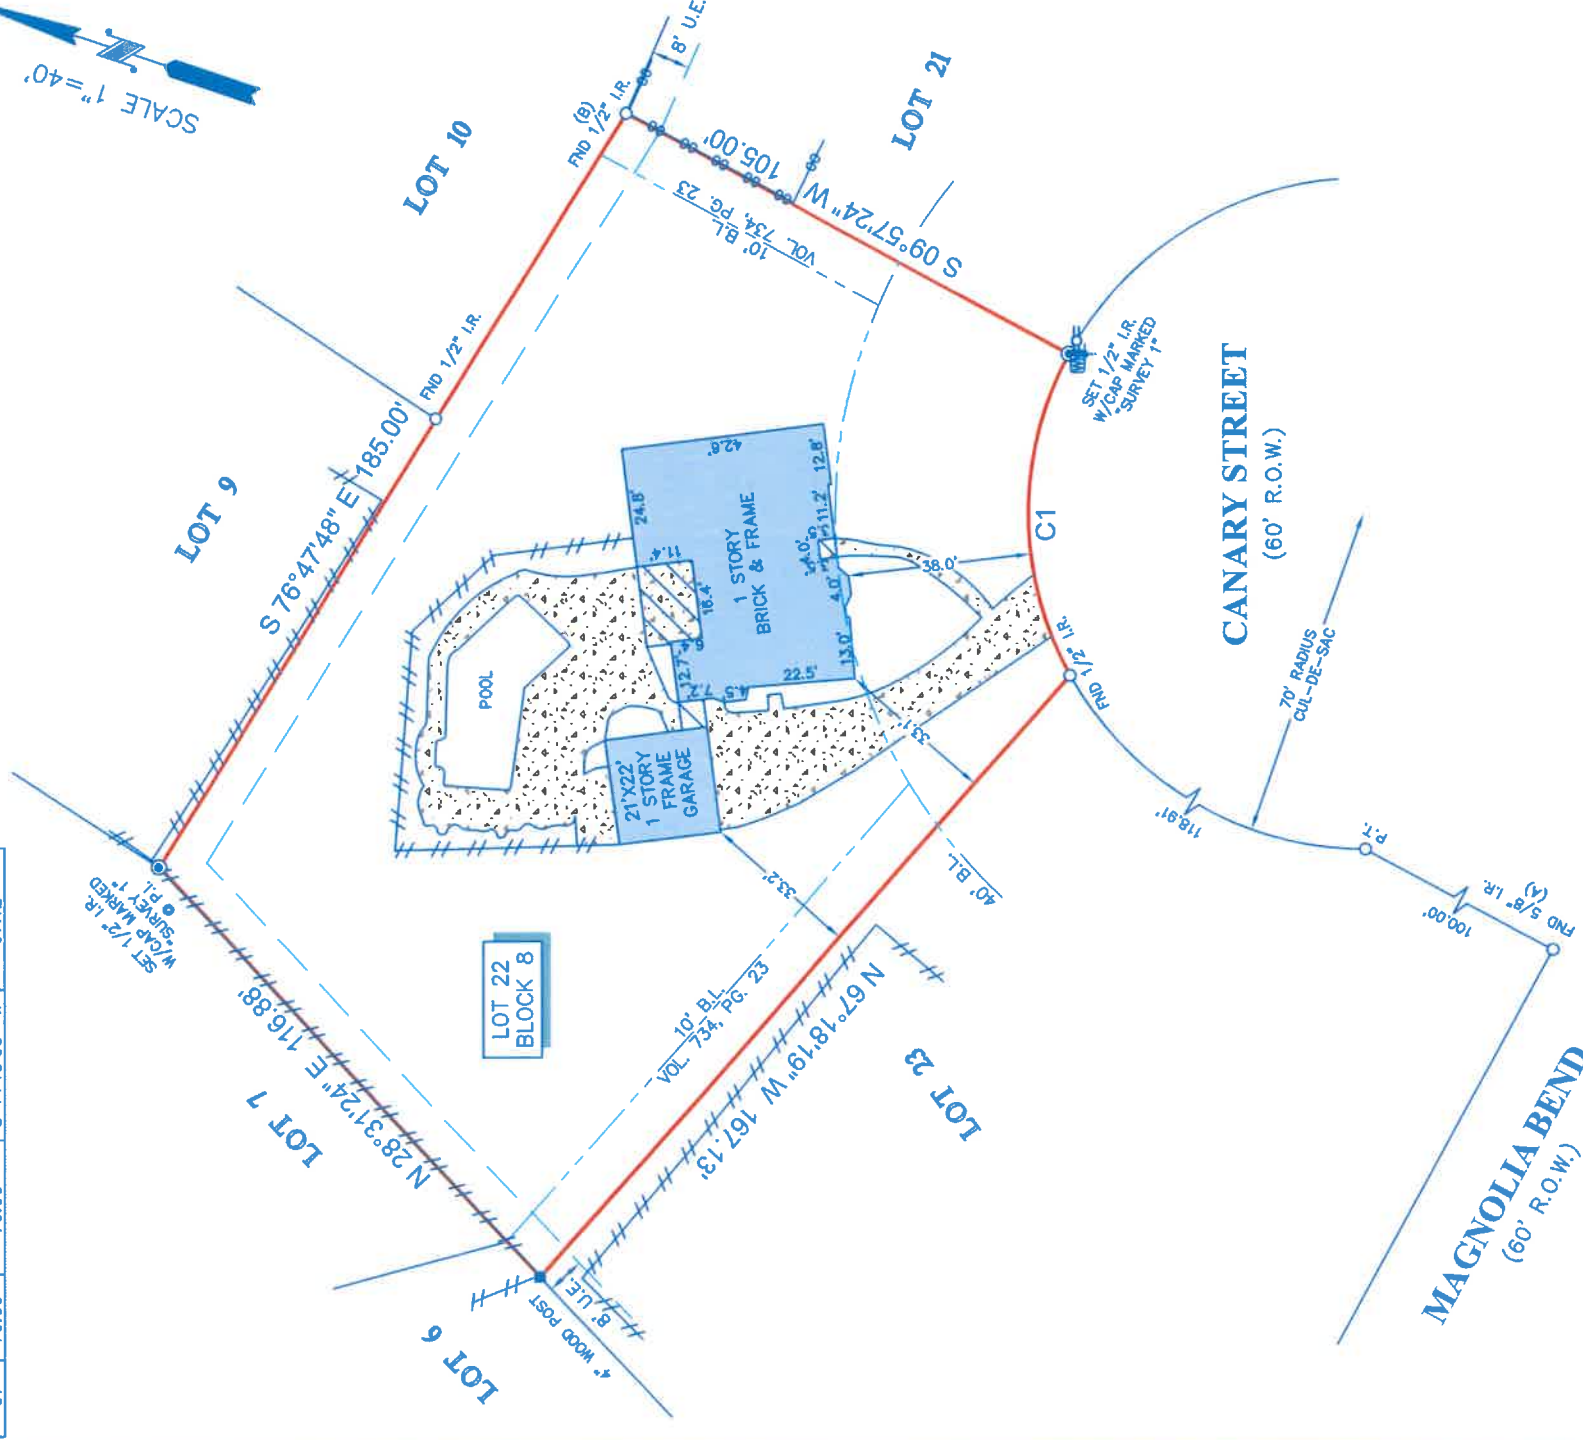 SCALE 1"=40'
8' U.E.
LOT 10
(B)
FND 1/2" I.R.
LOT 21
105.00'
S 09°57'24" W
10' B.L.
VOL. 734, PG. 23
FND 1/2" I.R.
LOT 9
S 76°47'48" E 185.00'
SET 1/2" I.R.
W/CAP MARKED
"SURVEY 1"
CANARY STREET
(60' R.O.W.)
C1
42.8'
24.8'
11.4'
16.4'
1 STORY
BRICK & FRAME
12.8'
11.2'
4.0'
4.0'
13.0'
22.5'
12.7'
7.2'
4.5'
38.0'
POOL
21'X22'
1 STORY
FRAME
GARAGE
33.1'
33.2'
FND 1/2" I.R.
70' RADIUS
CUL-DE-SAC
118.91'
P.T.
40' B.L.
SET 1/2" I.R.
W/CAP MARKED
"SURVEY 1"
@ P.I.
LOT 22
BLOCK 8
10' B.L.
VOL. 734, PG. 23
N 67°18'19" W 167.13'
LOT 23
N 28°31'24" E 116.88'
LOT 7
LOT 6
8' U.E.
4" WOOD POST
100.00'
FND 5/8" I.R.
(A)
MAGNOLIA BEND
(60' R.O.W.)